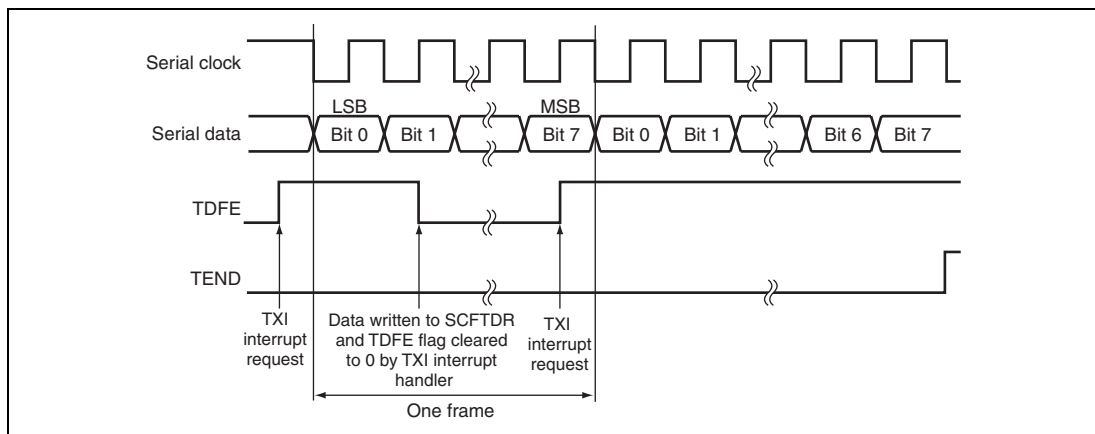 Serial clock
LSB
MSB
Serial data
Bit 0
Bit 1
Bit 7
Bit 0
Bit 1
Bit 6
Bit 7
TDFE
TEND
TXI
interrupt
request
Data written to SCFTDR
and TDFE flag cleared
to 0 by TXI interrupt
handler
TXI
interrupt
request
One frame